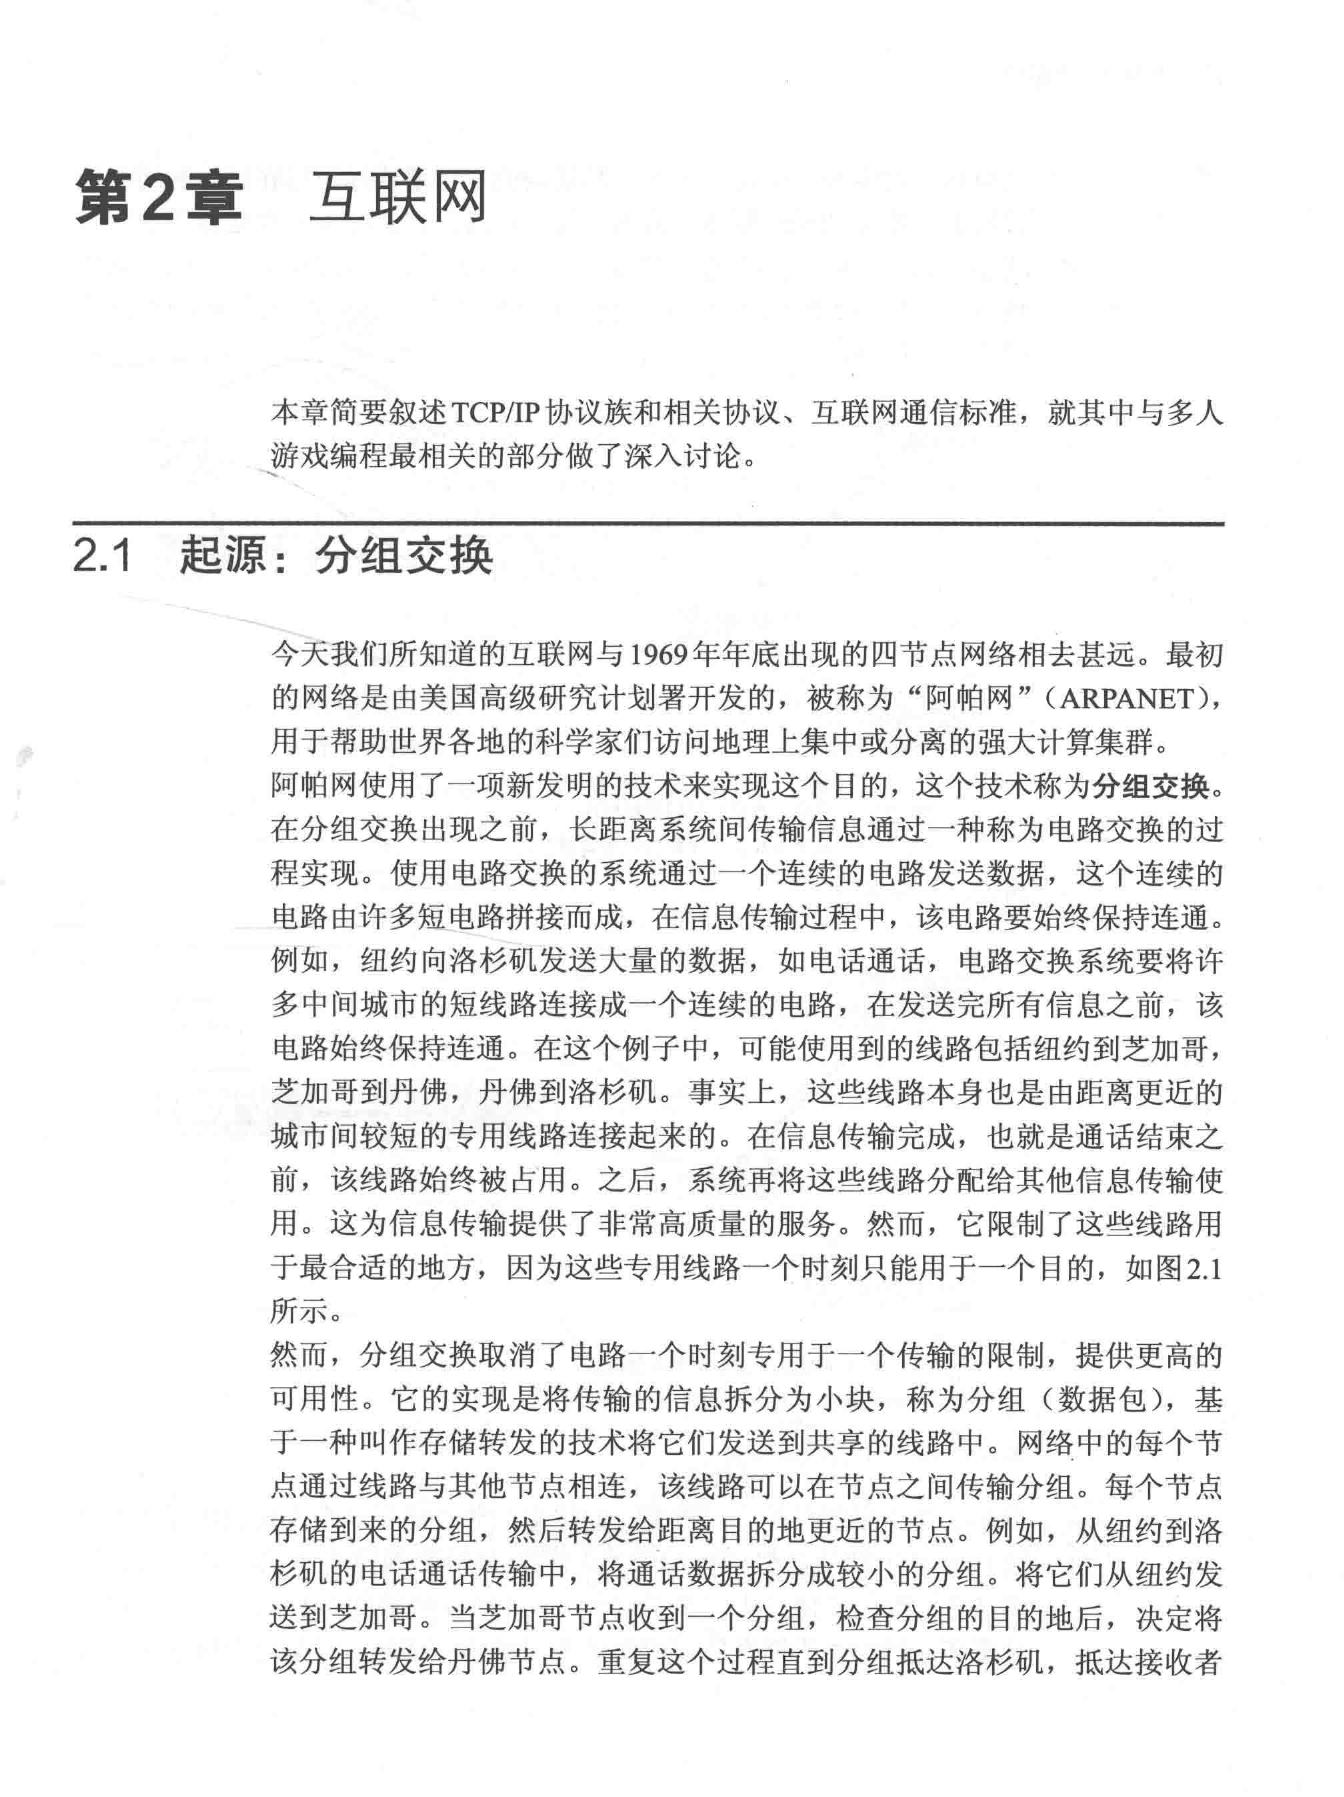 第2章 互联网
本章简要叙述TCP/IP协议族和相关协议、互联网通信标准，就其中与多人
游戏编程最相关的部分做了深入讨论。
2.1 起源：分组交换
今天我们所知道的互联网与1969年年底出现的四节点网络相去甚远。最初
的网络是由美国高级研究计划署开发的，被称为“阿帕网”（ARPANET），
用于帮助世界各地的科学家们访问地理上集中或分离的强大计算集群。
阿帕网使用了一项新发明的技术来实现这个目的，这个技术称为分组交换。
在分组交换出现之前，长距离系统间传输信息通过一种称为电路交换的过
程实现。使用电路交换的系统通过一个连续的电路发送数据，这个连续的
电路由许多短电路拼接而成，在信息传输过程中，该电路要始终保持连通。
例如，纽约向洛杉矶发送大量的数据，如电话通话，电路交换系统要将许
多中间城市的短线路连接成一个连续的电路，在发送完所有信息之前，该
电路始终保持连通。在这个例子中，可能使用到的线路包括纽约到芝加哥，
芝加哥到丹佛，丹佛到洛杉矶。事实上，这些线路本身也是由距离更近的
城市间较短的专用线路连接起来的。在信息传输完成，也就是通话结束之
前，该线路始终被占用。之后，系统再将这些线路分配给其他信息传输使
用。这为信息传输提供了非常高质量的服务。然而，它限制了这些线路用
于最合适的地方，因为这些专用线路一个时刻只能用于一个目的，如图2.1
所示。
然而，分组交换取消了电路一个时刻专用于一个传输的限制，提供更高的
可用性。它的实现是将传输的信息拆分为小块，称为分组（数据包），基
于一种叫作存储转发的技术将它们发送到共享的线路中。网络中的每个节
点通过线路与其他节点相连，该线路可以在节点之间传输分组。每个节点
存储到来的分组，然后转发给距离目的地更近的节点。例如，从纽约到洛
杉矶的电话通话传输中，将通话数据拆分成较小的分组。将它们从纽约发
送到芝加哥。当芝加哥节点收到一个分组，检查分组的目的地后，决定将
该分组转发给丹佛节点。重复这个过程直到分组抵达洛杉矶，抵达接收者